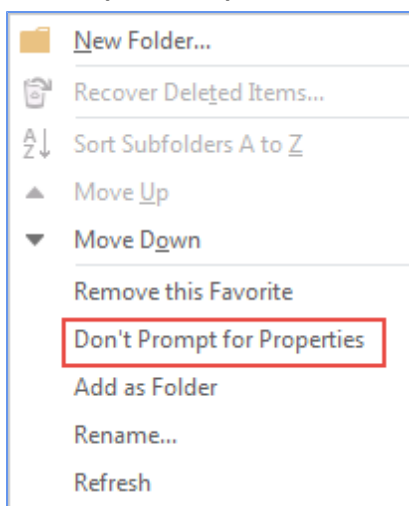 New Folder...
Recover Deleted Items...
A
Z
Sort Subfolders A to Z
Move Up
Move Down
Remove this Favorite
Don't Prompt for Properties
Add as Folder
Rename...
Refresh